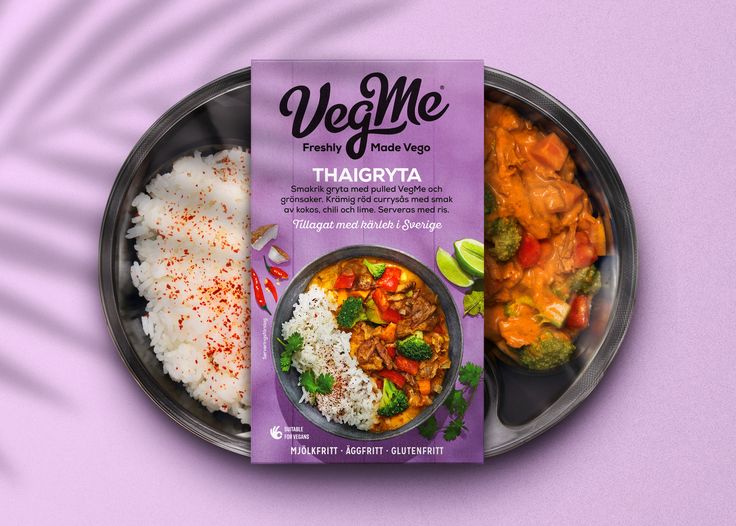 VegMe®
Freshly Made Vego
THAIGRYTA
Smakrik gryta med pulled VegMe och
grönsaker. Krämig röd currysås med smak
av kokos, chili och lime. Serveras med ris.
Tillagat med kärlek i Sverige
Serveringsförslag
SUITABLE
FOR VEGANS
MJÖLKFRITT · ÄGGFRITT · GLUTENFRITT